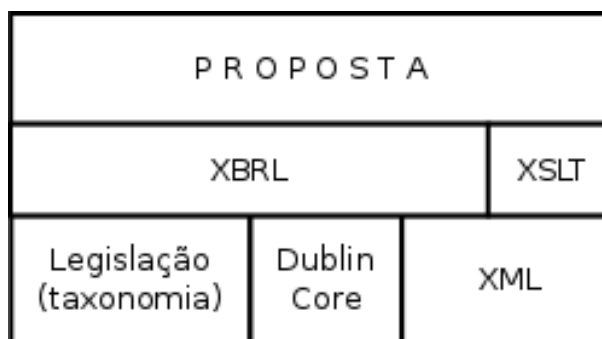 P R O P O S T A
XBRL
XSLT
Legislação
(taxonomia)
Dublin
Core
XML